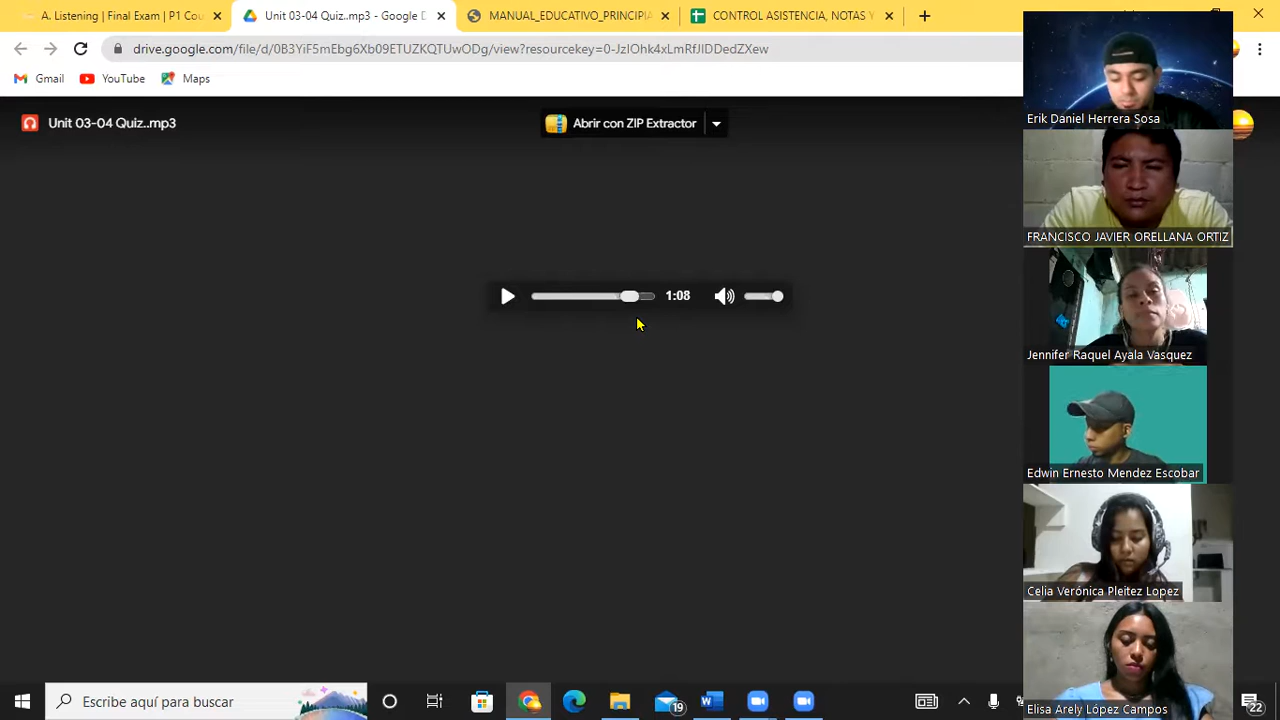 A. Listening | Final Exam | P1 Cou
Unit 03-04 Quiz..mp3 - Google D
MANUAL_EDUCATIVO_PRINCIPIA
CONTROL ASISTENCIA, NOTAS Y
drive.google.com/file/d/0B3YiF5mEbg6Xb09ETUZKQTUwODg/view?resourcekey=0-JzIOhk4xLmRfJIDDedZXew
Gmail
YouTube
Maps
Unit 03-04 Quiz..mp3
Abrir con ZIP Extractor
1:08
Erik Daniel Herrera Sosa
FRANCISCO JAVIER ORELLANA ORTIZ
Jennifer Raquel Ayala Vasquez
Edwin Ernesto Mendez Escobar
Celia Verónica Pleitez Lopez
Elisa Arely López Campos
Escribe aquí para buscar
19
22